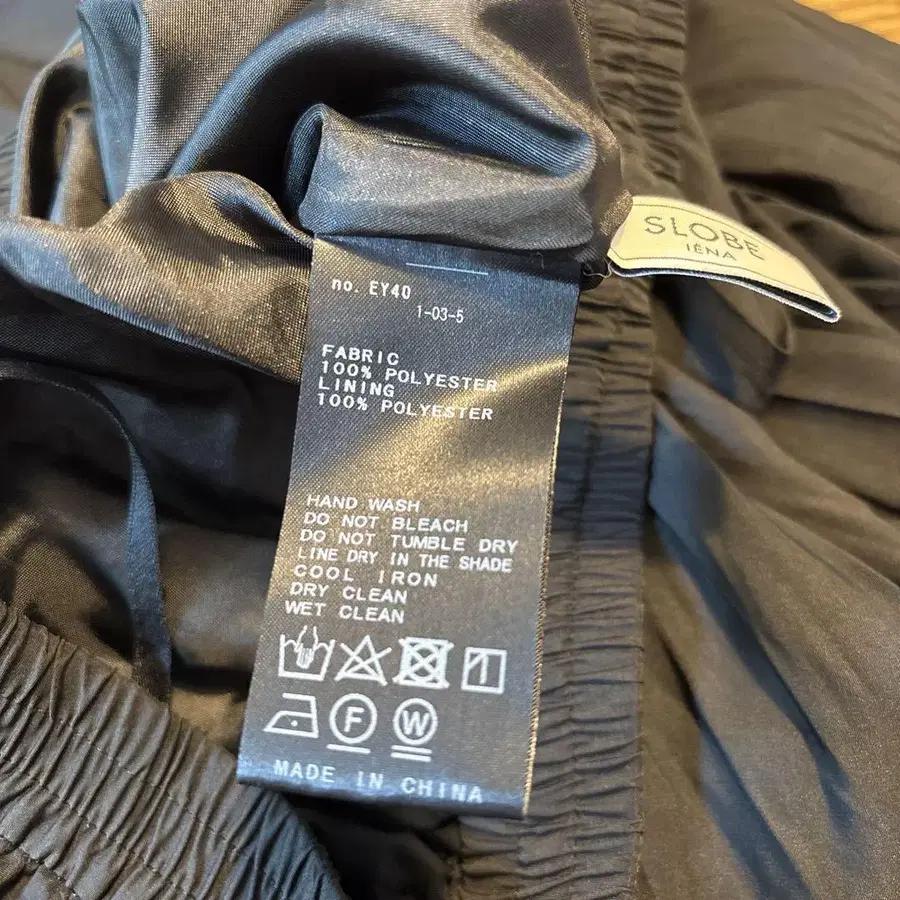 SLOBE
IÉNA
no. EY40
1-03-5
FABRIC
100% POLYESTER
LINING
100% POLYESTER
HAND WASH
DO NOT BLEACH
DO NOT TUMBLE DRY
LINE DRY IN THE SHADE
COOL IRON
DRY CLEAN
WET CLEAN
F W
MADE IN CHINA